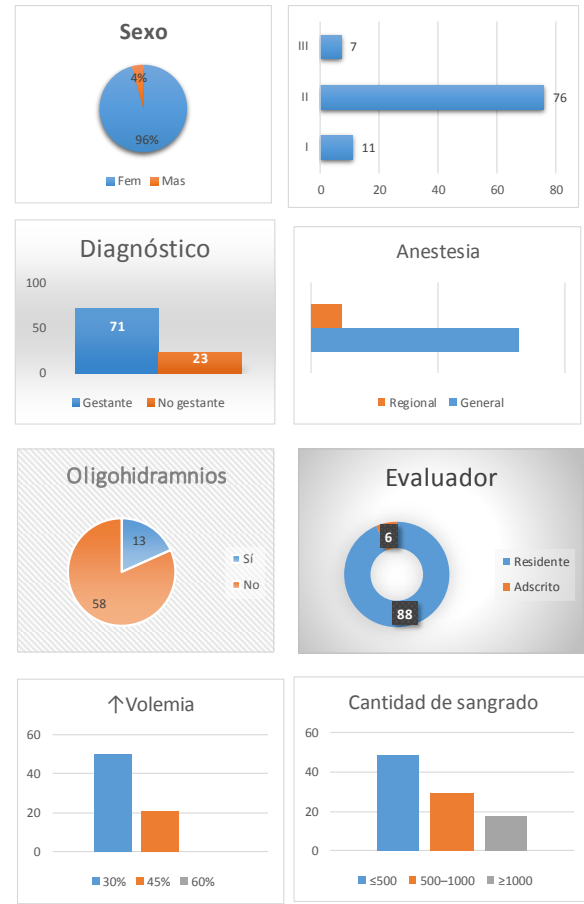 Sexo
4%
96%
Fem Mas
III
7
II
76
I
11
0 20 40 60 80
Diagnóstico
100
50
0
71
23
Gestante No gestante
Anestesia
Regional General
Oligohidramnios
13
58
Sí
No
Evaluador
6
88
Residente
Adscrito
↑Volemia
60
40
20
0
30% 45% 60%
Cantidad de sangrado
60
40
20
0
≤500 500–1000 ≥1000